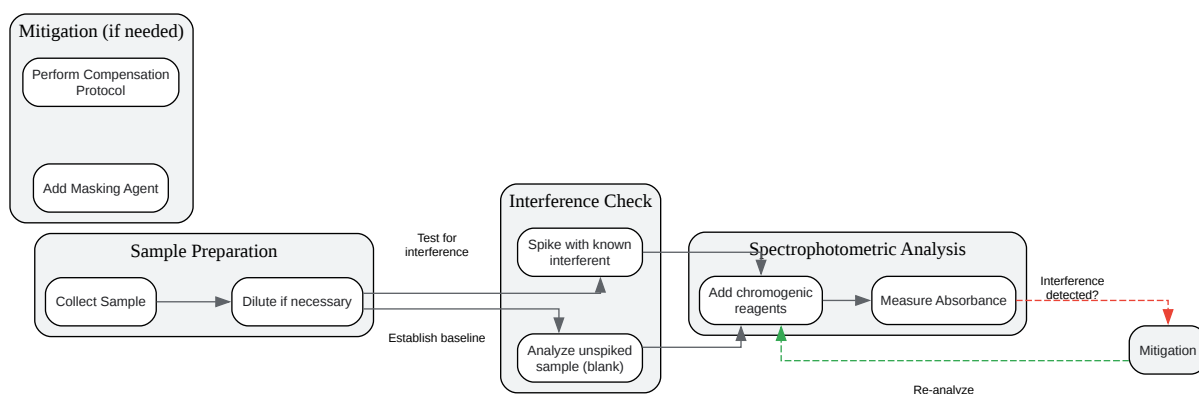 Mitigation (if needed)
Perform Compensation
Protocol
Add Masking Agent
Sample Preparation
Collect Sample
Dilute if necessary
Test for
interference
Establish baseline
Interference Check
Spike with known
interferent
Analyze unspiked
sample (blank)
Spectrophotometric Analysis
Add chromogenic
reagents
Measure Absorbance
Interference
detected?
Mitigation
Re-analyze